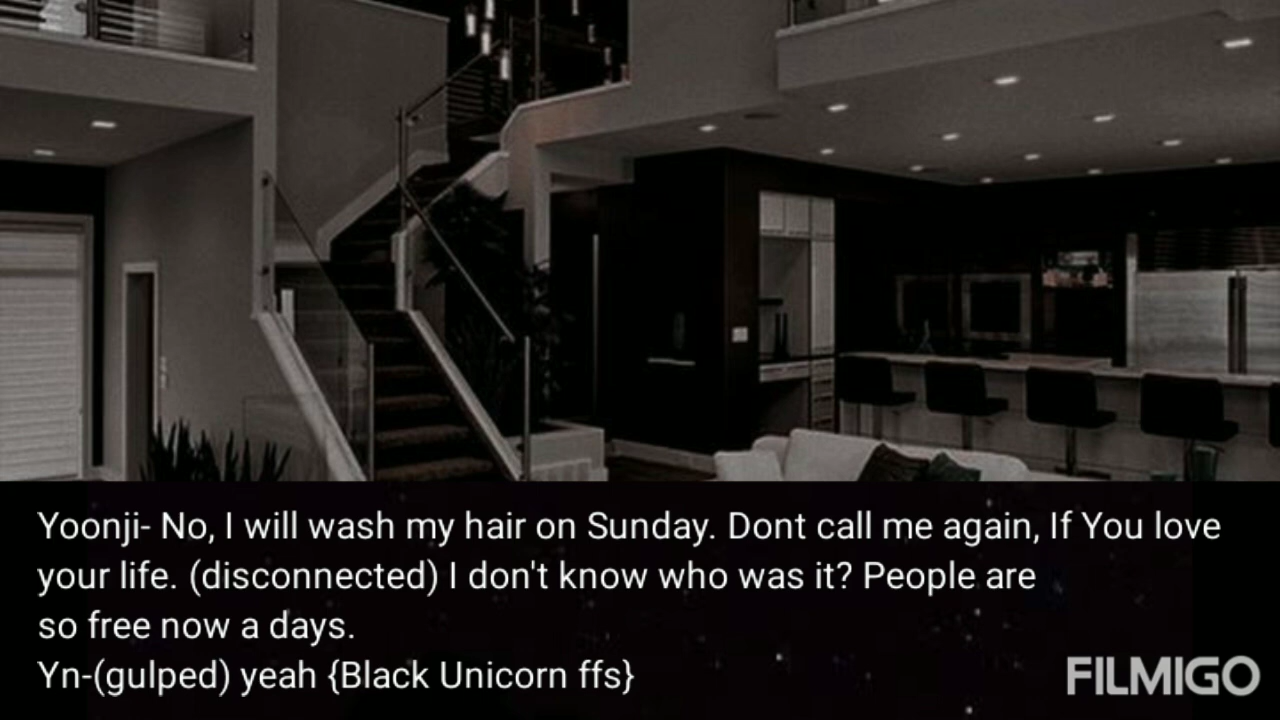 Yoonji- No, I will wash my hair on Sunday. Dont call me again, If You love
your life. (disconnected) I don't know who was it? People are
so free now a days.
Yn-(gulped) yeah {Black Unicorn ffs}
FILMIGO